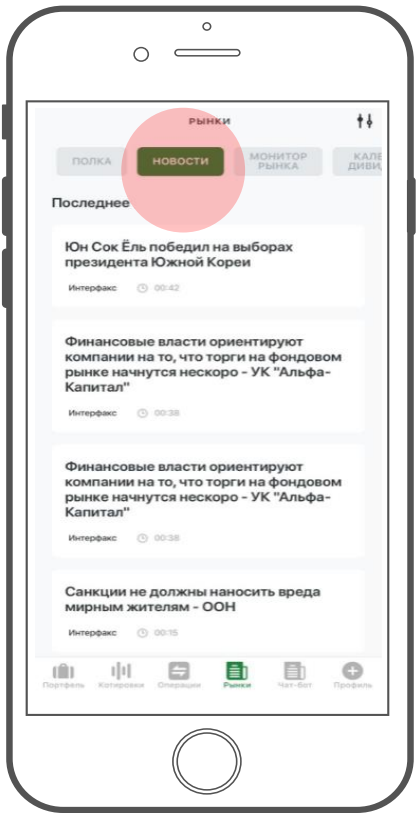 РЫНКИ
ПОЛКА
НОВОСТИ
МОНИТОР
РЫНКА
КАЛЕ
ДИВИД
Последнее
Юн Сок Ёль победил на выборах
президента Южной Кореи
Интерфакс 00:42
Финансовые власти ориентируют
компании на то, что торги на фондовом
рынке начнутся нескоро - УК "Альфа-
Капитал"
Интерфакс 00:38
Финансовые власти ориентируют
компании на то, что торги на фондовом
рынке начнутся нескоро - УК "Альфа-
Капитал"
Интерфакс 00:38
Санкции не должны наносить вреда
мирным жителям - ООН
Интерфакс 00:15
Портфель Котировки Операции Рынки Чат-бот Профиль